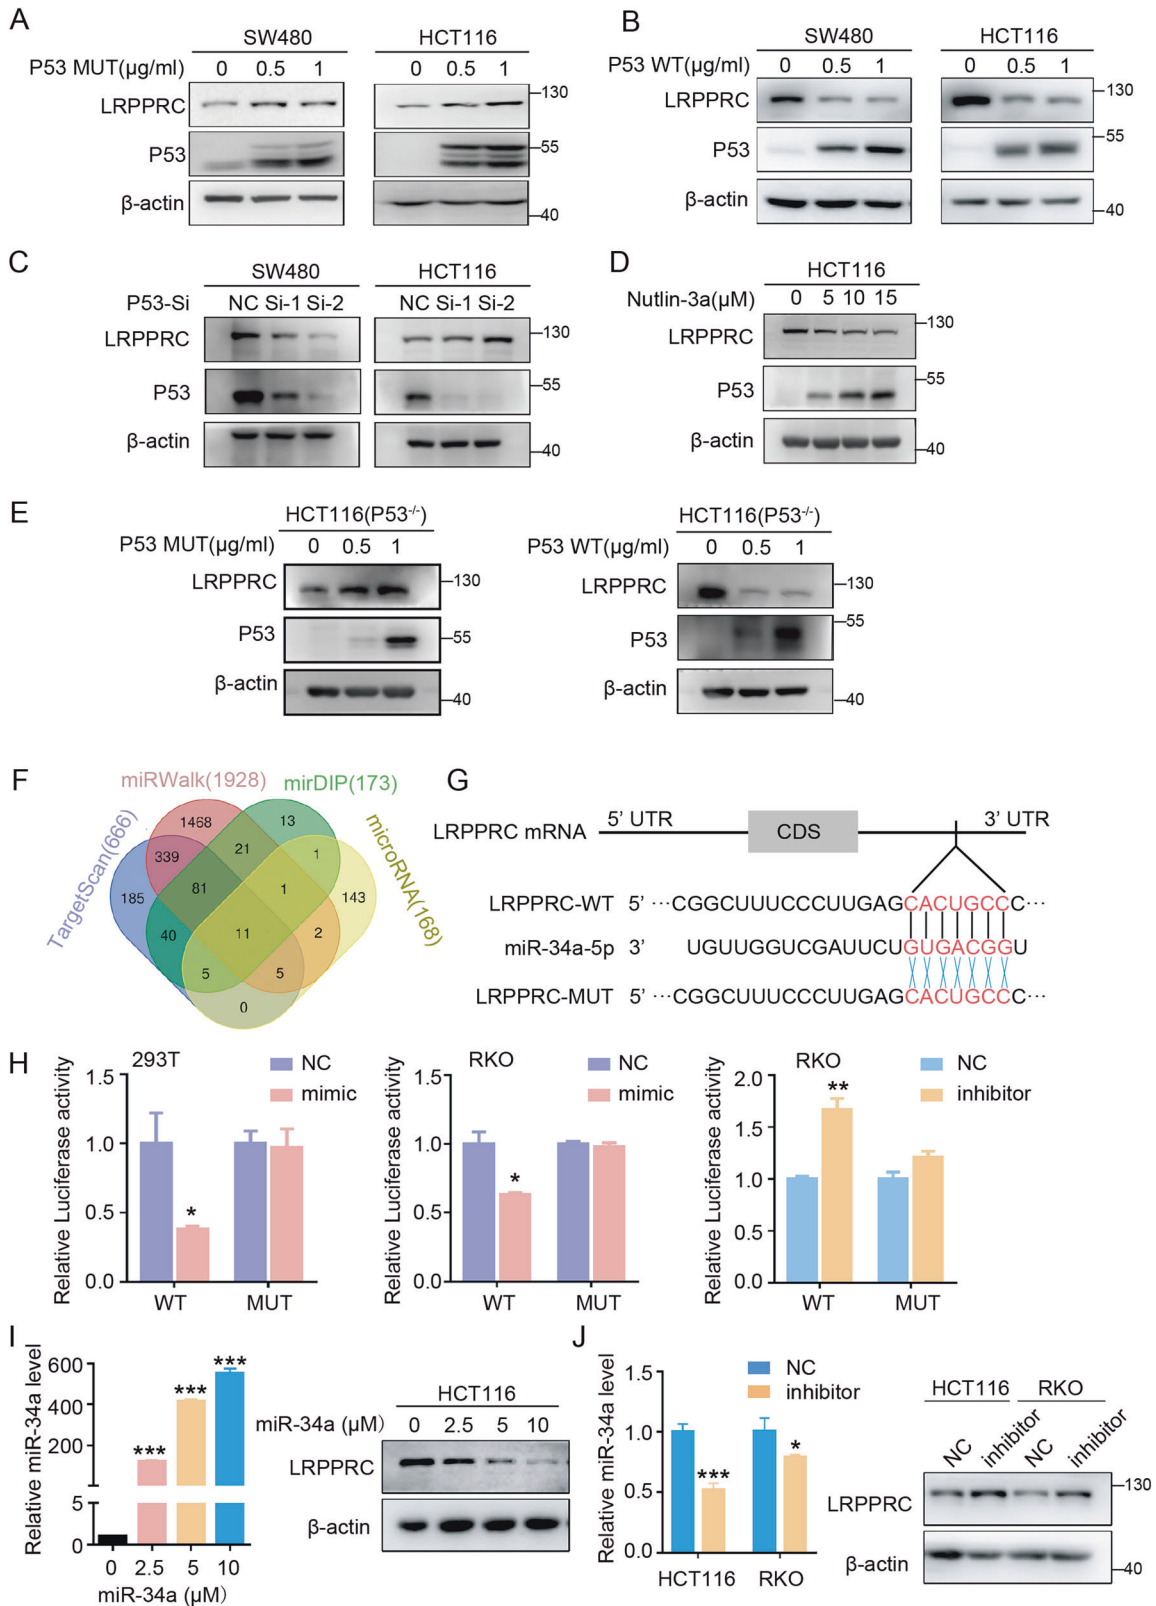 A
SW480 HCT116
P53 MUT(μg/ml) 0 0.5 1 0 0.5 1
LRPPRC 130
P53 55
β-actin 40
B
SW480 HCT116
P53 WT(μg/ml) 0 0.5 1 0 0.5 1
LRPPRC 130
P53 55
β-actin 40
C
SW480 HCT116
P53-Si NC Si-1 Si-2 NC Si-1 Si-2
LRPPRC 130
P53 55
β-actin 40
D
HCT116
Nutlin-3a(μM) 0 5 10 15
LRPPRC 130
P53 55
β-actin 40
E
HCT116(P53-/-)
P53 MUT(μg/ml) 0 0.5 1
LRPPRC 130
P53 55
β-actin 40
HCT116(P53-/-)
P53 WT(μg/ml) 0 0.5 1
LRPPRC 130
P53 55
β-actin 40
F
TargetScan(666)
miRWalk(1928)
mirDIP(173)
microRNA(168)
1468 13
339 21 1
185 81 1 143
40 11 2
5 5
0
G
LRPPRC mRNA 5' UTR CDS 3' UTR
LRPPRC-WT 5' ···CGGCUUUCCCUUGAGCACUGCCC···
miR-34a-5p 3' UGUUGGUCGAUUCUGUGACGGU
LRPPRC-MUT 5' ···CGGCUUUCCCUUGAGCACUGCCC···
H
293T
NC
mimic
Relative Luciferase activity
1.5
1.0
0.5
0.0
*
WT MUT
RKO
NC
mimic
Relative Luciferase activity
1.5
1.0
0.5
0.0
*
WT MUT
RKO
NC
inhibitor
Relative Luciferase activity
2.0
1.5
1.0
0.5
0.0
**
WT MUT
I
Relative miR-34a level
600
400
200
5
0
***
***
***
0 2.5 5 10
miR-34a (μM)
HCT116
miR-34a (μM) 0 2.5 5 10
LRPPRC
β-actin
J
NC
inhibitor
Relative miR-34a level
1.5
1.0
0.5
0.0
***
*
HCT116 RKO
HCT116 RKO
NC inhibitor NC inhibitor
LRPPRC 130
β-actin 40